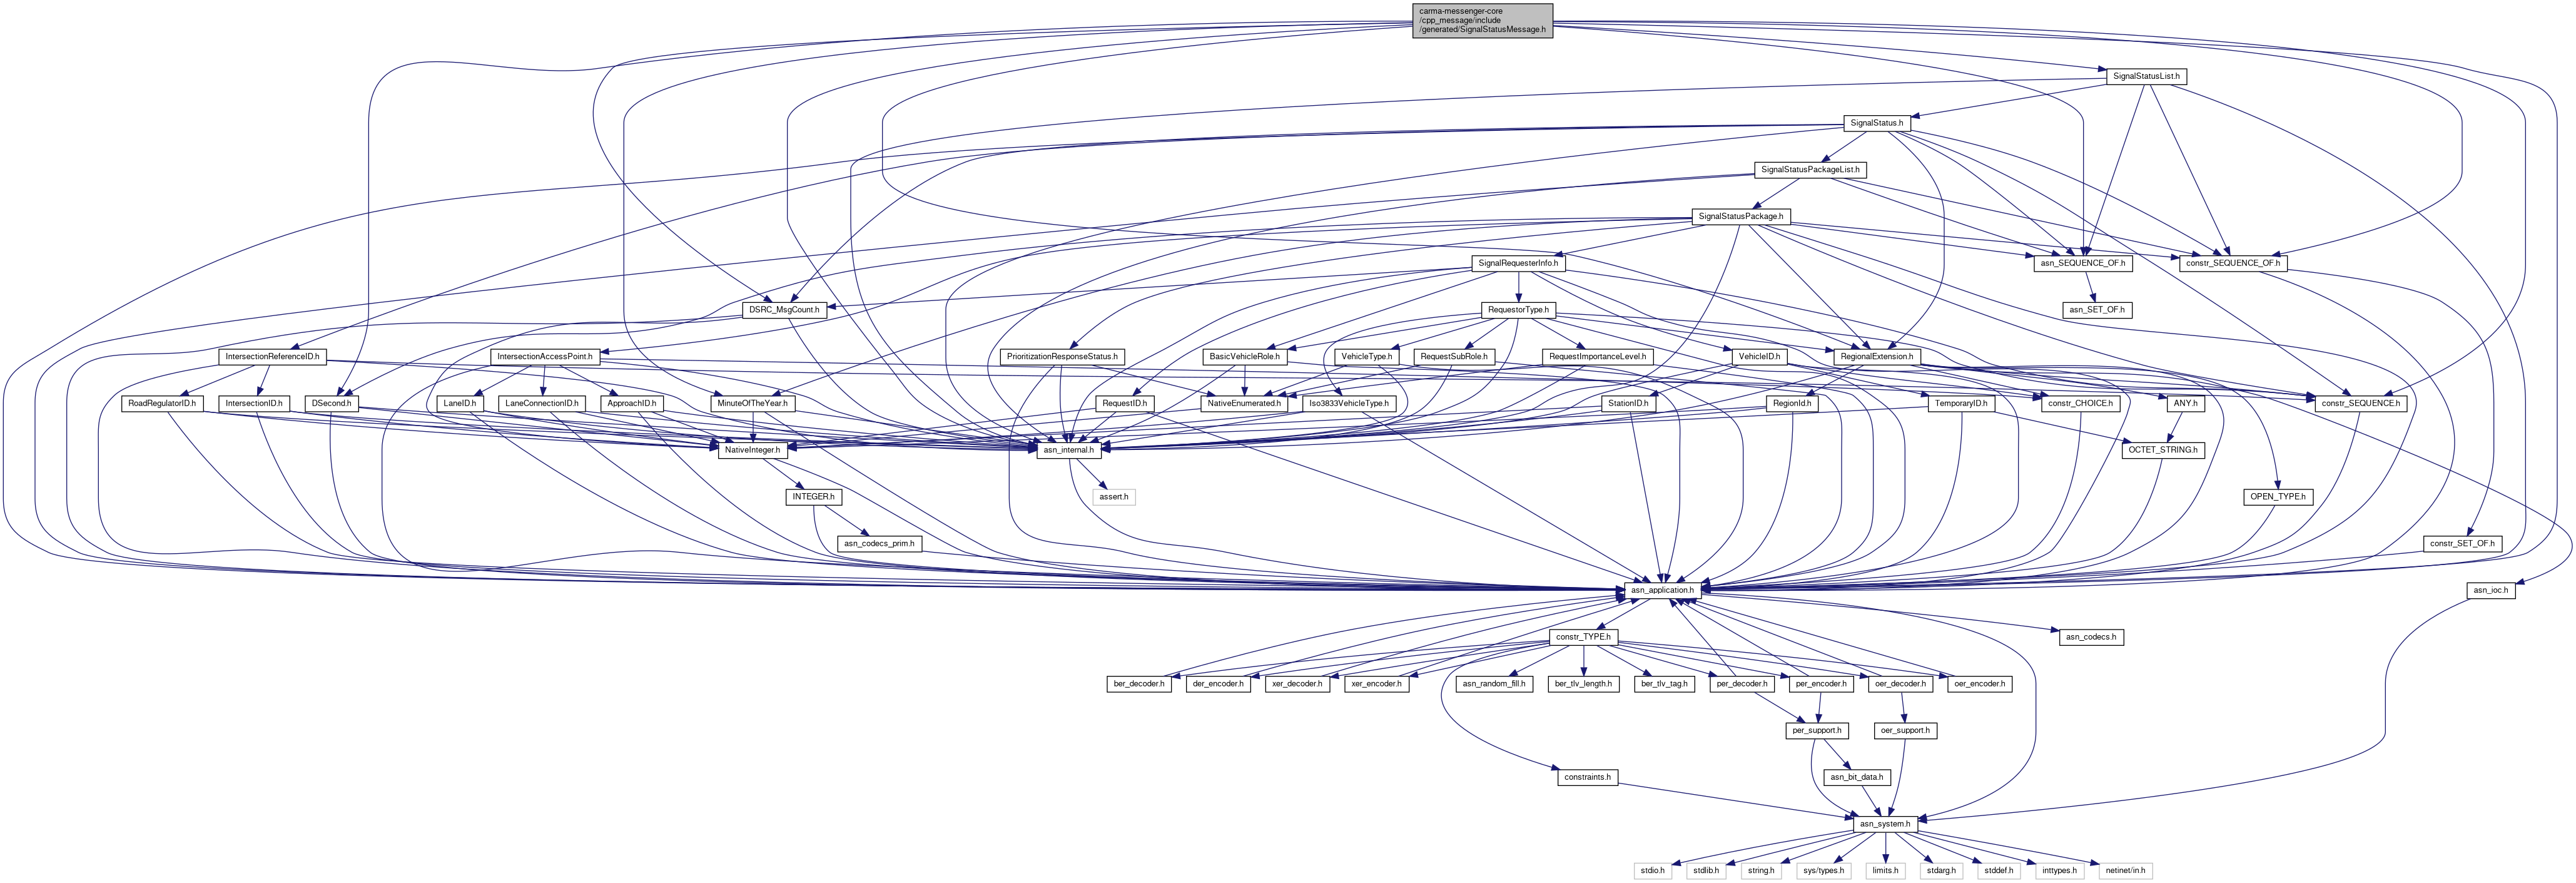 carma-messenger-core
/cpp_message/include
/generated/SignalStatusMessage.h
SignalStatusList.h
SignalStatus.h
SignalStatusPackageList.h
SignalStatusPackage.h
SignalRequesterInfo.h
asn_SEQUENCE_OF.h
constr_SEQUENCE_OF.h
DSRC_MsgCount.h
RequestorType.h
asn_SET_OF.h
IntersectionReferenceID.h
IntersectionAccessPoint.h
PrioritizationResponseStatus.h
BasicVehicleRole.h
VehicleType.h
RequestSubRole.h
RequestImportanceLevel.h
VehicleID.h
RegionalExtension.h
RoadRegulatorID.h
IntersectionID.h
DSecond.h
LaneID.h
LaneConnectionID.h
ApproachID.h
MinuteOfTheYear.h
RequestID.h
NativeEnumerated.h
Iso3833VehicleType.h
StationID.h
RegionId.h
TemporaryID.h
constr_CHOICE.h
ANY.h
constr_SEQUENCE.h
NativeInteger.h
asn_internal.h
OCTET_STRING.h
INTEGER.h
assert.h
OPEN_TYPE.h
asn_codecs_prim.h
constr_SET_OF.h
asn_application.h
asn_ioc.h
constr_TYPE.h
asn_codecs.h
ber_decoder.h
der_encoder.h
xer_decoder.h
xer_encoder.h
asn_random_fill.h
ber_tlv_length.h
ber_tlv_tag.h
per_decoder.h
per_encoder.h
oer_decoder.h
oer_encoder.h
per_support.h
oer_support.h
constraints.h
asn_bit_data.h
asn_system.h
stdio.h
stdlib.h
string.h
sys/types.h
limits.h
stdarg.h
stddef.h
inttypes.h
netinet/in.h